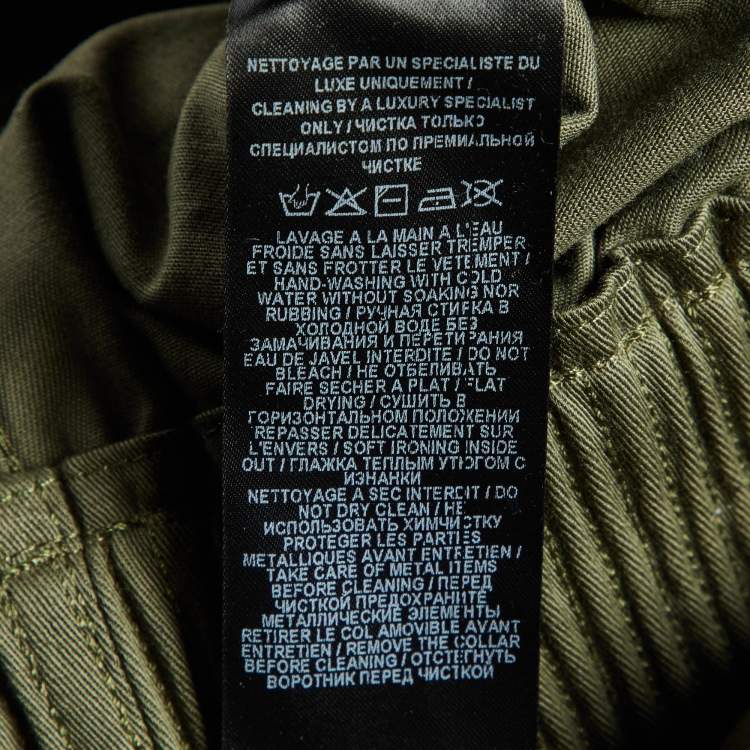 NETTOYAGE PAR UN SPECIALISTE DU
LUXE UNIQUEMENT /
CLEANING BY A LUXURY SPECIALIST
ONLY / ЧИСТКА ТОЛЬКО
СПЕЦИАЛИСТОМ ПО ПРЕМИАЛЬНОЙ
ЧИСТКЕ
LAVAGE A LA MAIN A L'EAU
FROIDE SANS LAISSER TREMPER
ET SANS FROTTER LE VETEMENT /
HAND-WASHING WITH COLD
WATER WITHOUT SOAKING NOR
RUBBING / РУЧНАЯ СТИРКА В
ХОЛОДНОЙ ВОДЕ БЕЗ
ЗАМАЧИВАНИЯ И ПЕРЕТИРАНИЯ
EAU DE JAVEL INTERDITE / DO NOT
BLEACH / НЕ ОТБЕЛИВАТЬ
FAIRE SECHER A PLAT / FLAT
DRYING / СУШИТЬ В
ГОРИЗОНТАЛЬНОМ ПОЛОЖЕНИИ
REPASSER DELICATEMENT SUR
L'ENVERS / SOFT IRONING INSIDE
OUT / ГЛАЖКА ТЕПЛЫМ УТЮГОМ С
ИЗНАНКИ
NETTOYAGE A SEC INTERDIT / DO
NOT DRY CLEAN / НЕ
ИСПОЛЬЗОВАТЬ ХИМЧИСТКУ
PROTEGER LES PARTIES
METALLIQUES AVANT ENTRETIEN /
TAKE CARE OF METAL ITEMS
BEFORE CLEANING / ПЕРЕД
ЧИСТКОЙ ПРЕДОХРАНИТЕ
МЕТАЛЛИЧЕСКИЕ ЭЛЕМЕНТЫ
RETIRER LE COL AMOVIBLE AVANT
ENTRETIEN / REMOVE THE COLLAR
BEFORE CLEANING / ОТСТЕГНУТЬ
ВОРОТНИК ПЕРЕД ЧИСТКОЙ